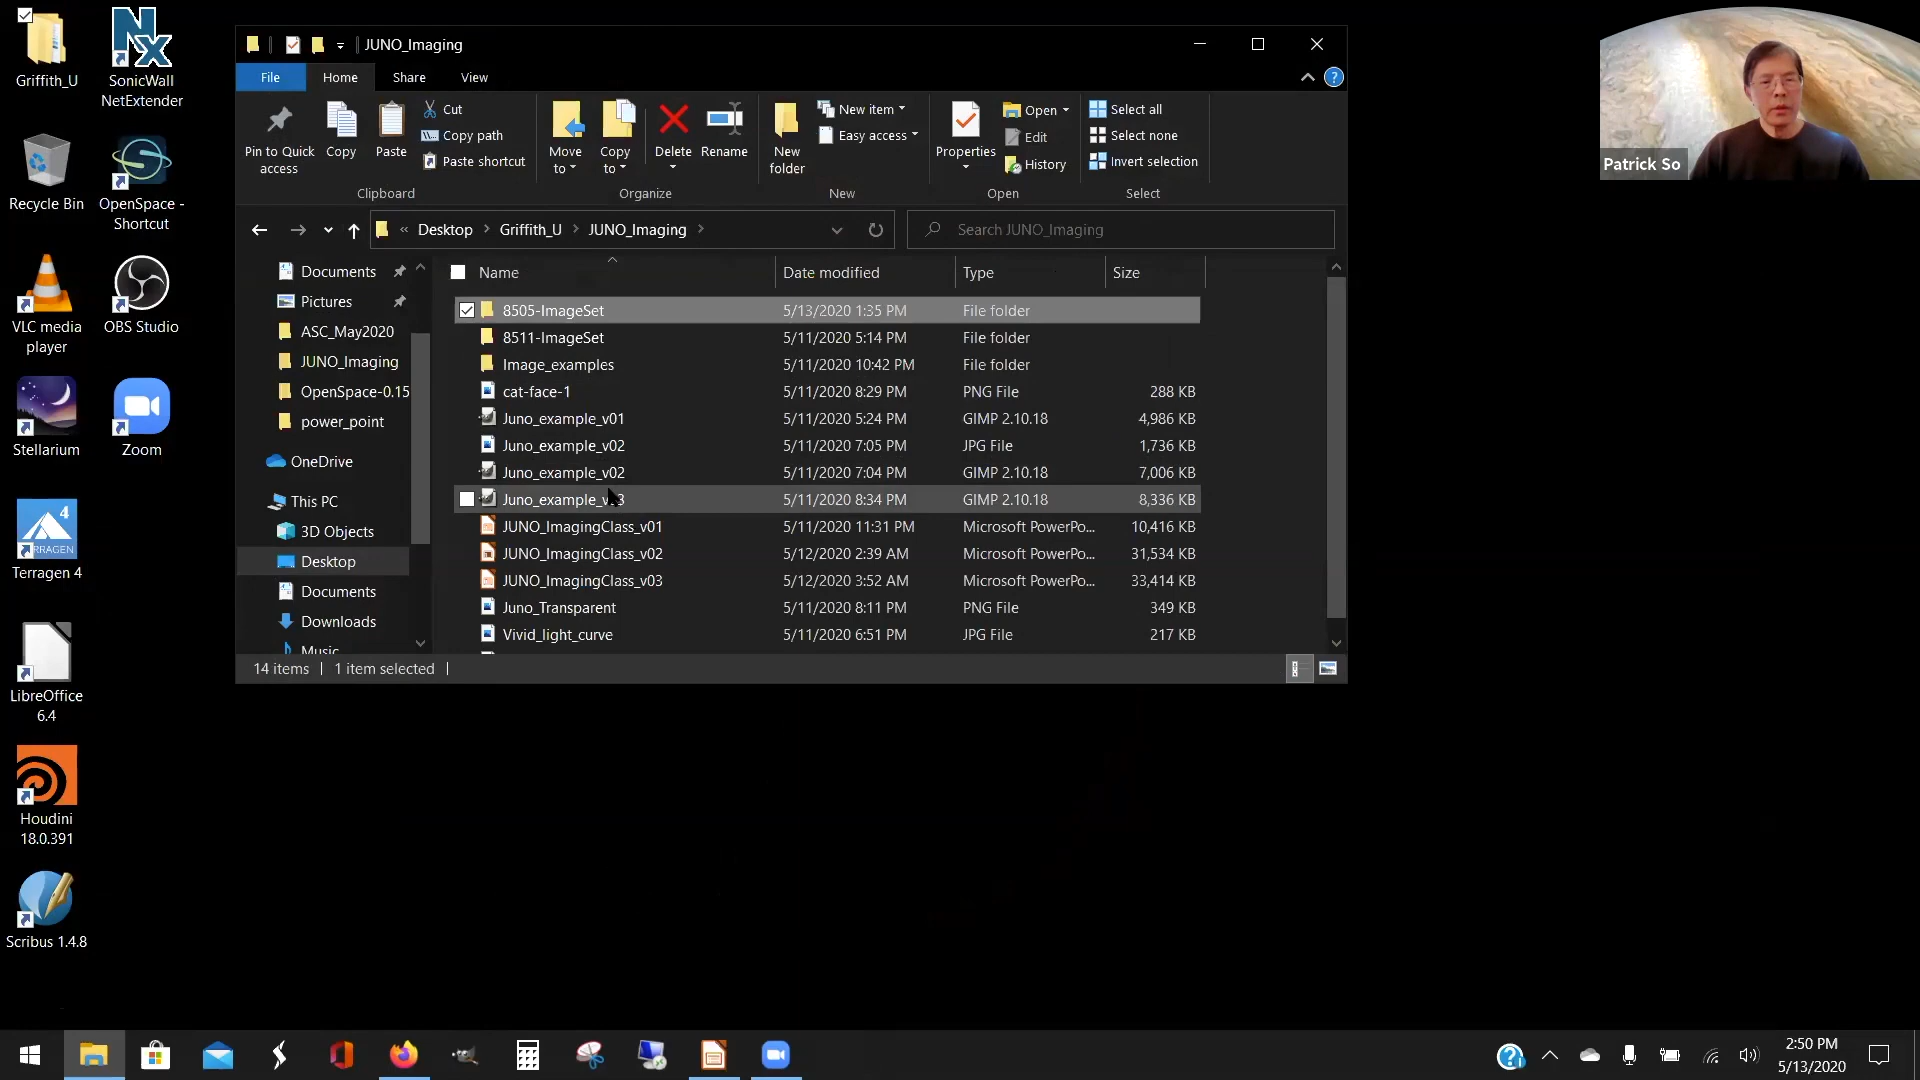 Griffith_U
SonicWall
NetExtender
Recycle Bin
OpenSpace -
Shortcut
VLC media
player
OBS Studio
Stellarium
Zoom
4
Terragen 4
LibreOffice
6.4
Houdini
18.0.391
Scribus 1.4.8
JUNO_Imaging
File
Home
Share
View
?
Pin to Quick
access
Copy
Paste
Cut
Copy path
Paste shortcut
Clipboard
Move
to
Copy
to
Delete
Rename
Organize
New
folder
New item
Easy access
New
Properties
Open
Edit
History
Open
Select all
Select none
Invert selection
Select
« Desktop > Griffith_U > JUNO_Imaging >
Search JUNO_Imaging
Documents
Pictures
ASC_May2020
JUNO_Imaging
OpenSpace-0.15
power_point
OneDrive
This PC
3D Objects
Desktop
Documents
Downloads
Music
Name Date modified Type Size
8505-ImageSet 5/13/2020 1:35 PM File folder
8511-ImageSet 5/11/2020 5:14 PM File folder
Image_examples 5/11/2020 10:42 PM File folder
cat-face-1 5/11/2020 8:29 PM PNG File 288 KB
Juno_example_v01 5/11/2020 5:24 PM GIMP 2.10.18 4,986 KB
Juno_example_v02 5/11/2020 7:05 PM JPG File 1,736 KB
Juno_example_v02 5/11/2020 7:04 PM GIMP 2.10.18 7,006 KB
Juno_example_v03 5/11/2020 8:34 PM GIMP 2.10.18 8,336 KB
JUNO_ImagingClass_v01 5/11/2020 11:31 PM Microsoft PowerPo... 10,416 KB
JUNO_ImagingClass_v02 5/12/2020 2:39 AM Microsoft PowerPo... 31,534 KB
JUNO_ImagingClass_v03 5/12/2020 3:52 AM Microsoft PowerPo... 33,414 KB
Juno_Transparent 5/11/2020 8:11 PM PNG File 349 KB
Vivid_light_curve 5/11/2020 6:51 PM JPG File 217 KB
14 items | 1 item selected |
Patrick So
2:50 PM
5/13/2020